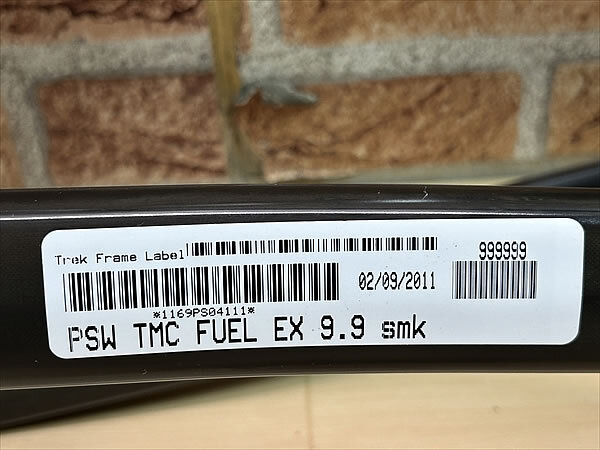 Trek Frame Label
999999
02/09/2011
*1169PS04111*
PSW TMC FUEL EX 9.9 smk